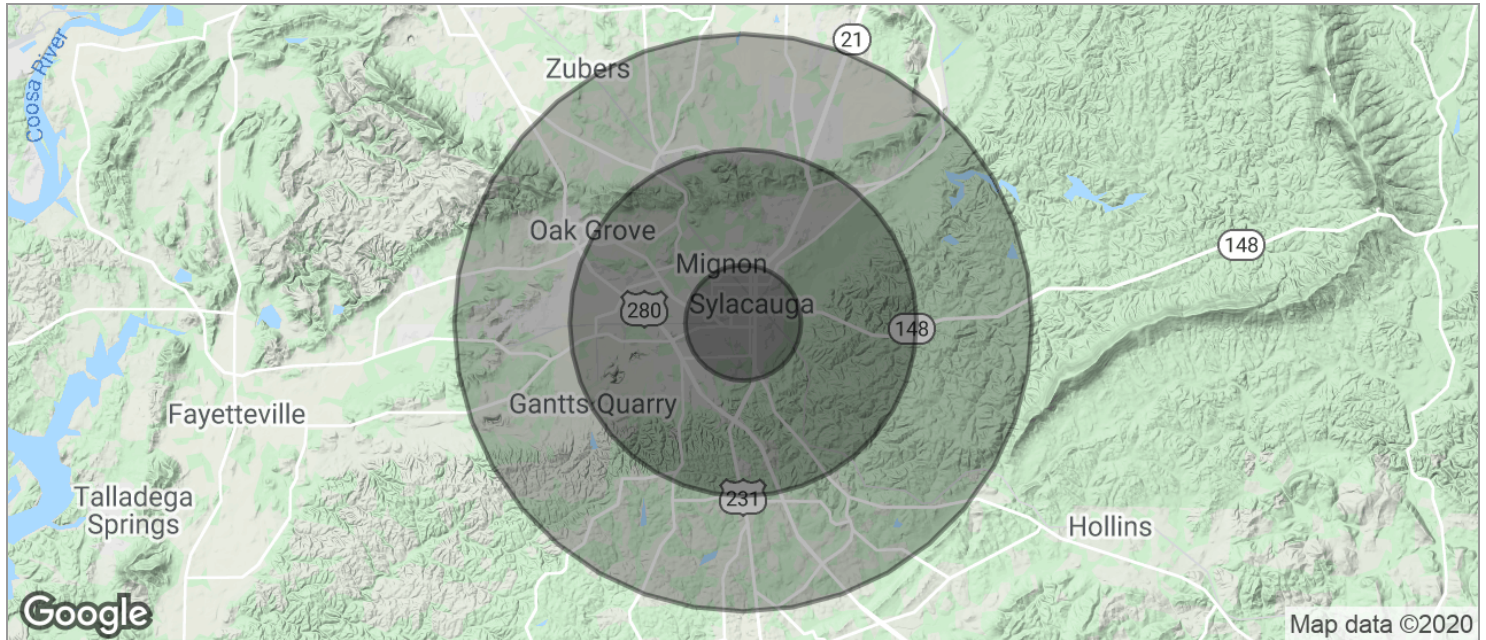 21
Zubers
Coosa River
Oak Grove
148
Mignon
Sylacauga
280
148
Gantts Quarry
Fayetteville
231
Talladega
Springs
Hollins
Google
Map data ©2020